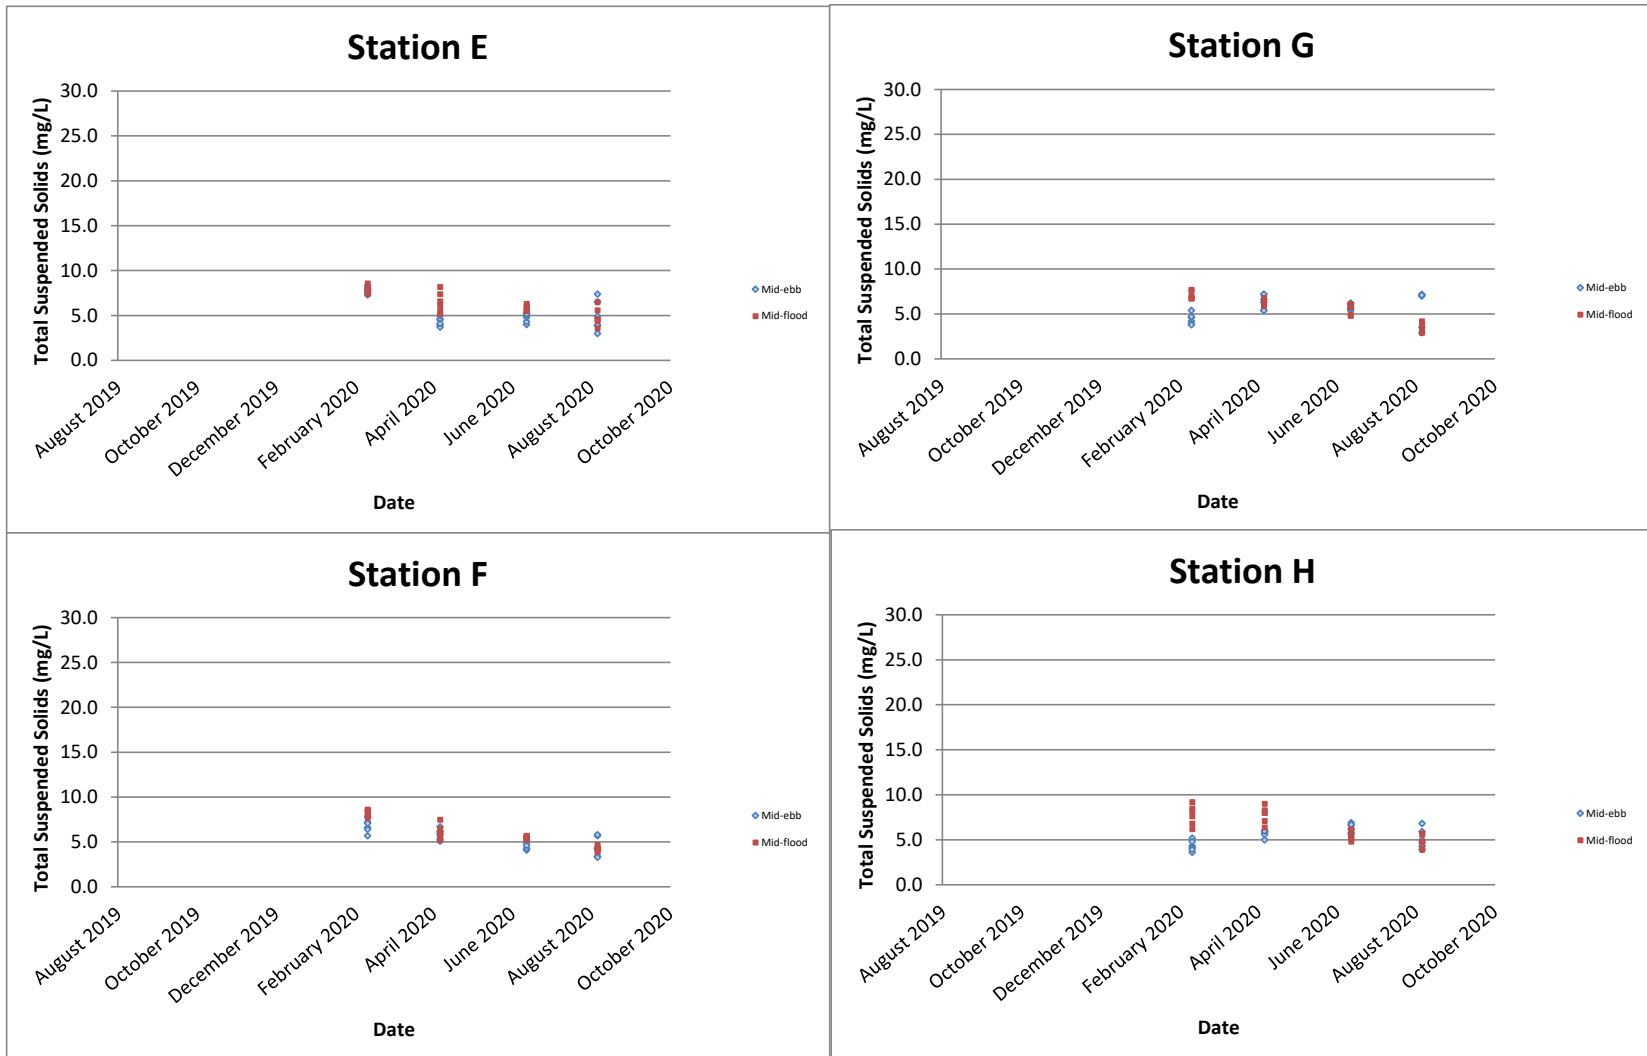 Station E
Total Suspended Solids (mg/L)
30.0
25.0
20.0
15.0
10.0
5.0
0.0
August 2019
October 2019
December 2019
February 2020
April 2020
June 2020
August 2020
October 2020
Date
Mid-ebb
Mid-flood
Station G
Total Suspended Solids (mg/L)
30.0
25.0
20.0
15.0
10.0
5.0
0.0
August 2019
October 2019
December 2019
February 2020
April 2020
June 2020
August 2020
October 2020
Date
Mid-ebb
Mid-flood
Station F
Total Suspended Solids (mg/L)
30.0
25.0
20.0
15.0
10.0
5.0
0.0
August 2019
October 2019
December 2019
February 2020
April 2020
June 2020
August 2020
October 2020
Date
Mid-ebb
Mid-flood
Station H
Total Suspended Solids (mg/L)
30.0
25.0
20.0
15.0
10.0
5.0
0.0
August 2019
October 2019
December 2019
February 2020
April 2020
June 2020
August 2020
October 2020
Date
Mid-ebb
Mid-flood